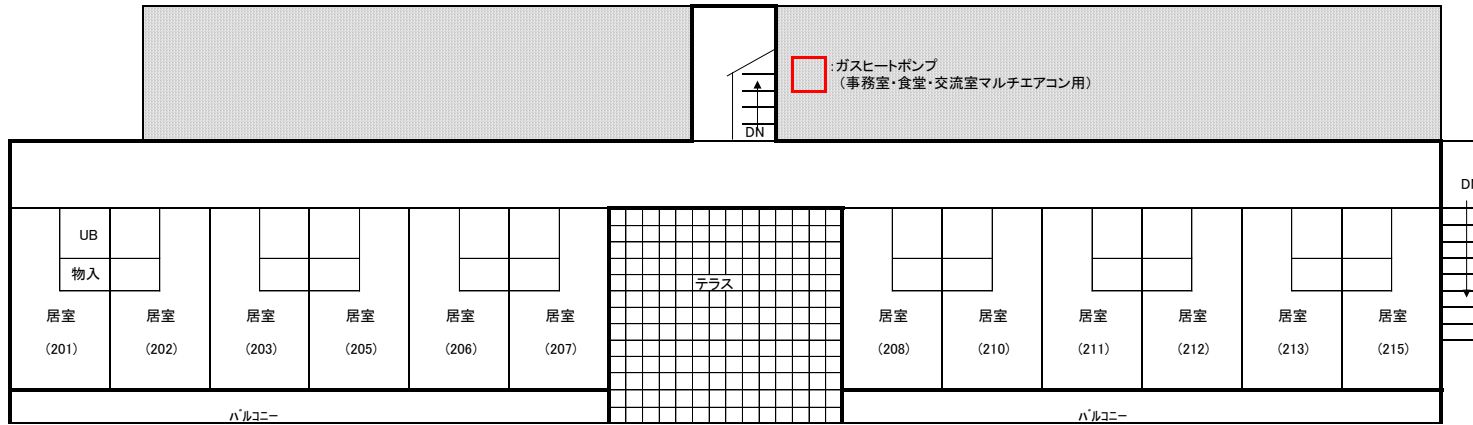 :ガスヒートポンプ
(事務室・食堂・交流室マルチエアコン用)
DN
UB
物入
テラス
居室
居室
居室
居室
居室
居室
居室
居室
居室
居室
居室
居室
(201)
(202)
(203)
(205)
(206)
(207)
(208)
(210)
(211)
(212)
(213)
(215)
バルコニー
バルコニー